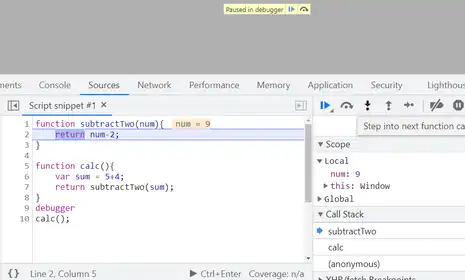 Paused in debugger
ments Console Sources Network Performance Memory Application Security Lighthous
Script snippet #1 ×
1 function subtractTwo(num){ num = 9
2 return num-2;
3 }
4
5 function calc(){
6 var sum = 5+4;
7 return subtractTwo(sum);
8 }
9 debugger
10 calc();
{} Line 2, Column 5 Ctrl+Enter Coverage: n/a
Step into next function ca
Scope
Local
num: 9
this: Window
Global
Call Stack
subtractTwo
calc
(anonymous)
XHR/fetch Breakpoints